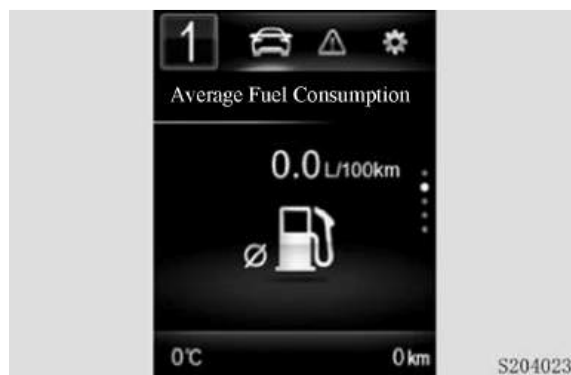 1
Average Fuel Consumption
0.0 L/100km
Ø
0℃ 0 km
S204023